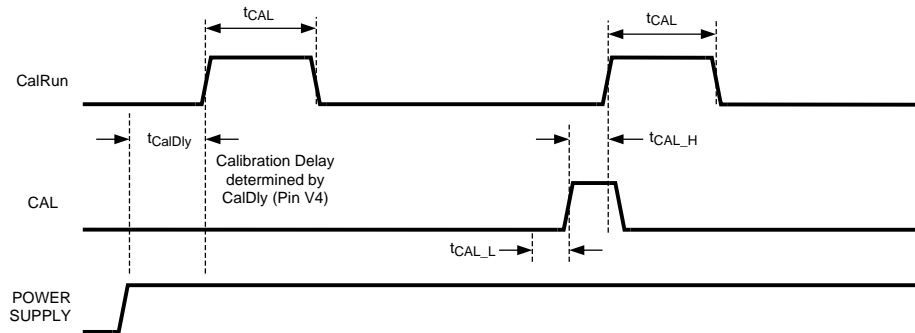 tCAL
tCAL
CalRun
tCalDly
Calibration Delay
determined by
CalDly (Pin V4)
tCAL_H
CAL
tCAL_L
POWER
SUPPLY